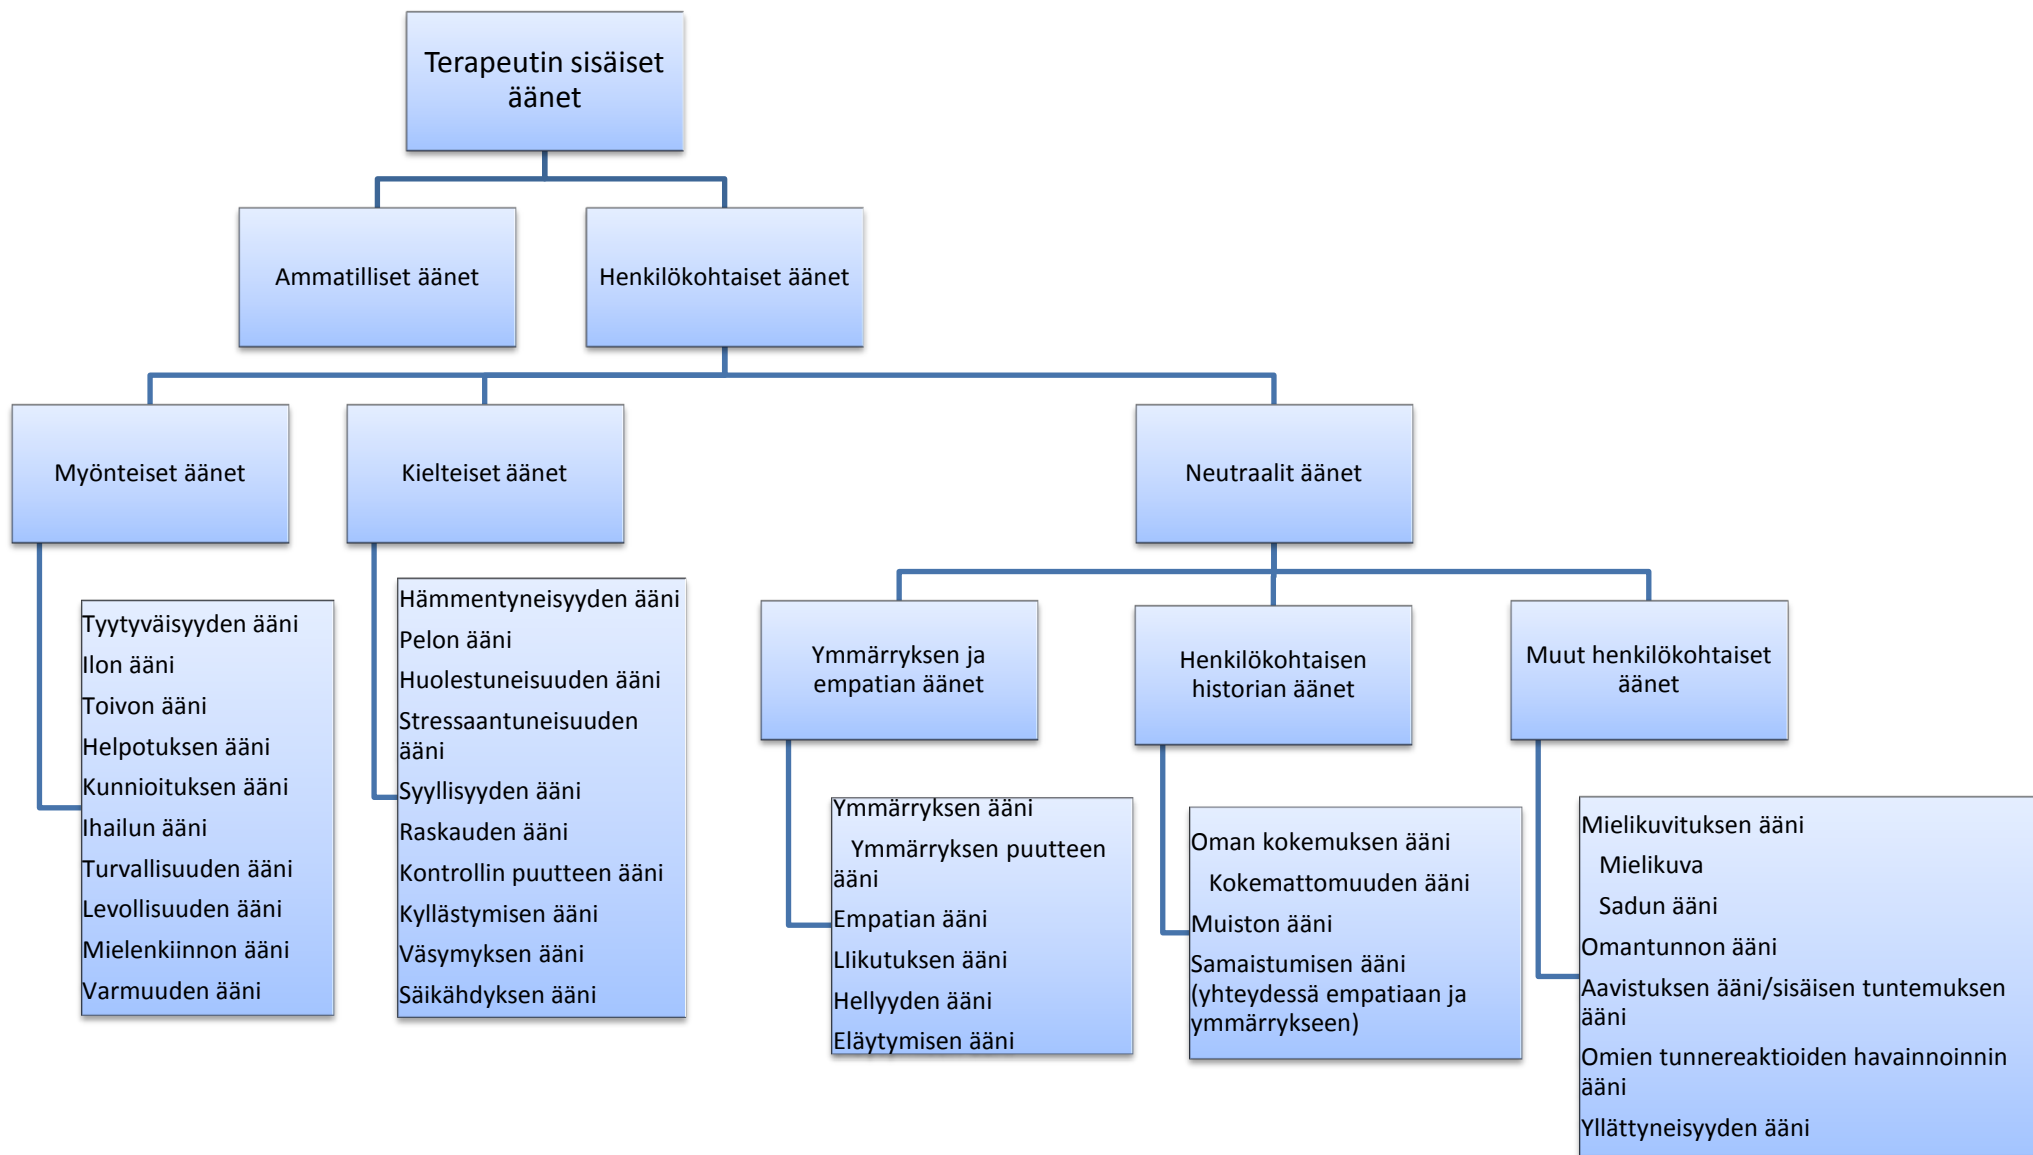 Terapeutin sisäiset
äänet
Ammatilliset äänet
Henkilökohtaiset äänet
Myönteiset äänet
Kielteiset äänet
Neutraalit äänet
Tyytyväisyyden ääni
Ilon ääni
Toivon ääni
Helpotuksen ääni
Kunnioituksen ääni
Ihailun ääni
Turvallisuuden ääni
Levollisuuden ääni
Mielenkiinnon ääni
Varmuuden ääni
Hämmentyneisyyden ääni
Pelon ääni
Huolestuneisuuden ääni
Stressaantuneisuuden
ääni
Syyllisyyden ääni
Raskauden ääni
Kontrollin puutteen ääni
Kyllästymisen ääni
Väsymyksen ääni
Säikähdyksen ääni
Ymmärryksen ja
empatian äänet
Ymmärryksen ääni
Ymmärryksen puutteen
ääni
Empatian ääni
LIikutuksen ääni
Hellyyden ääni
Eläytymisen ääni
Henkilökohtaisen
historian äänet
Oman kokemuksen ääni
Kokemattomuuden ääni
Muiston ääni
Samaistumisen ääni
(yhteydessä empatiaan ja
ymmärrykseen)
Muut henkilökohtaiset
äänet
Mielikuvituksen ääni
Mielikuva
Sadun ääni
Omantunnon ääni
Aavistuksen ääni/sisäisen tuntemuksen
ääni
Omien tunnereaktioiden havainnoinnin
ääni
Yllättyneisyyden ääni